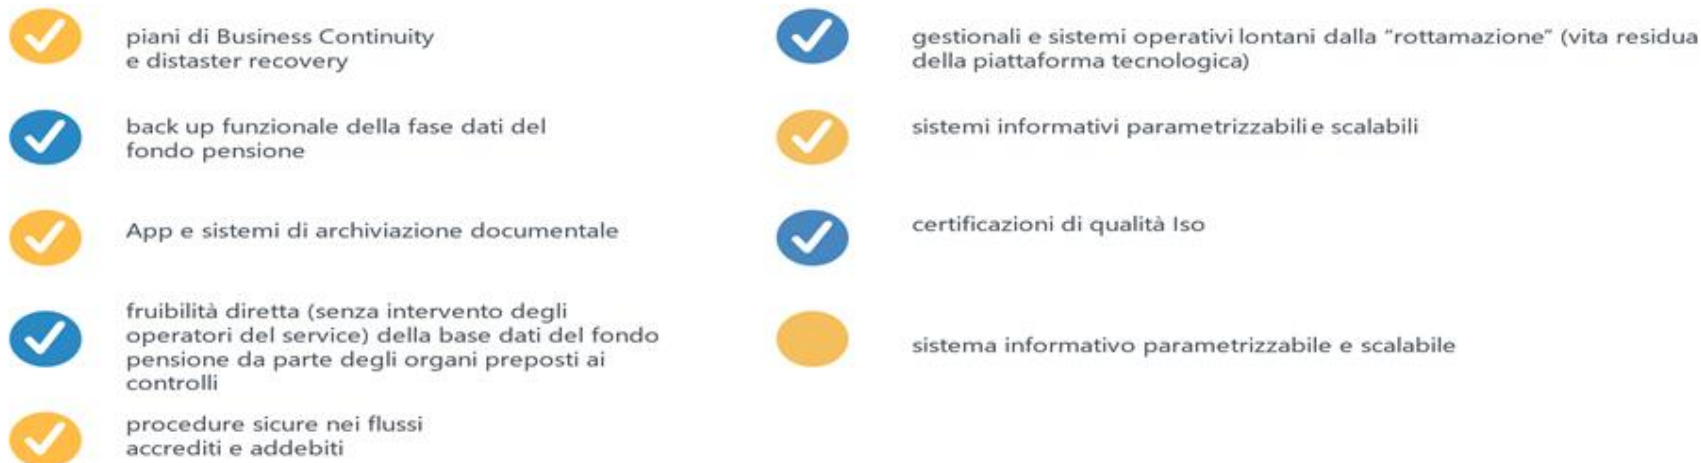 piani di Business Continuity
e distaster recovery
back up funzionale della fase dati del
fondo pensione
App e sistemi di archiviazione documentale
fruibilità diretta (senza intervento degli
operatori del service) della base dati del fondo
pensione da parte degli organi preposti ai
controlli
procedure sicure nei flussi
accrediti e addebiti
gestionali e sistemi operativi lontani dalla “rottamazione” (vita residua
della piattaforma tecnologica)
sistemi informativi parametrizzabili e scalabili
certificazioni di qualità Iso
sistema informativo parametrizzabile e scalabile